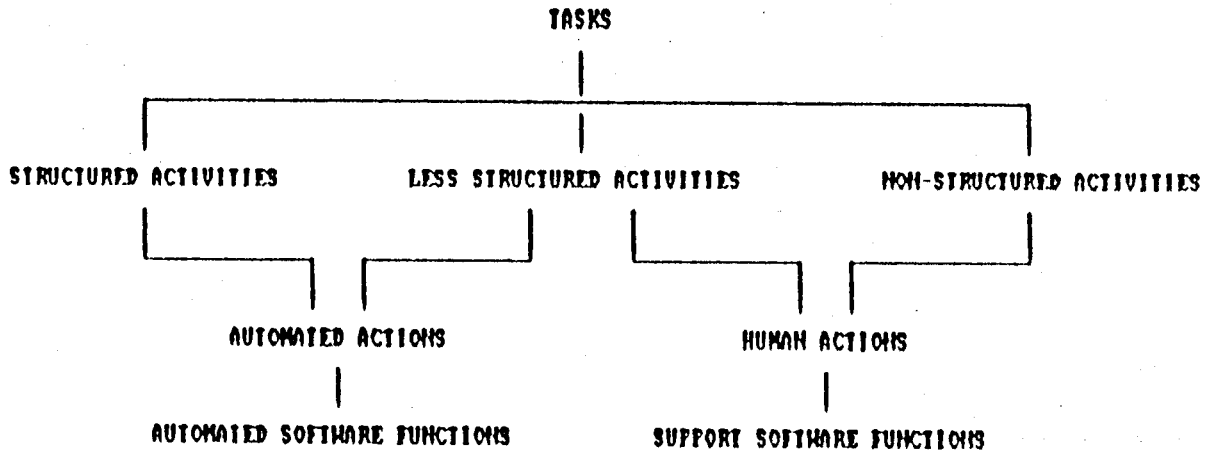 TASKS
STRUCTURED ACTIVITIES LESS STRUCTURED ACTIVITIES NON-STRUCTURED ACTIVITIES
AUTOMATED ACTIONS HUMAN ACTIONS
AUTOMATED SOFTWARE FUNCTIONS SUPPORT SOFTWARE FUNCTIONS